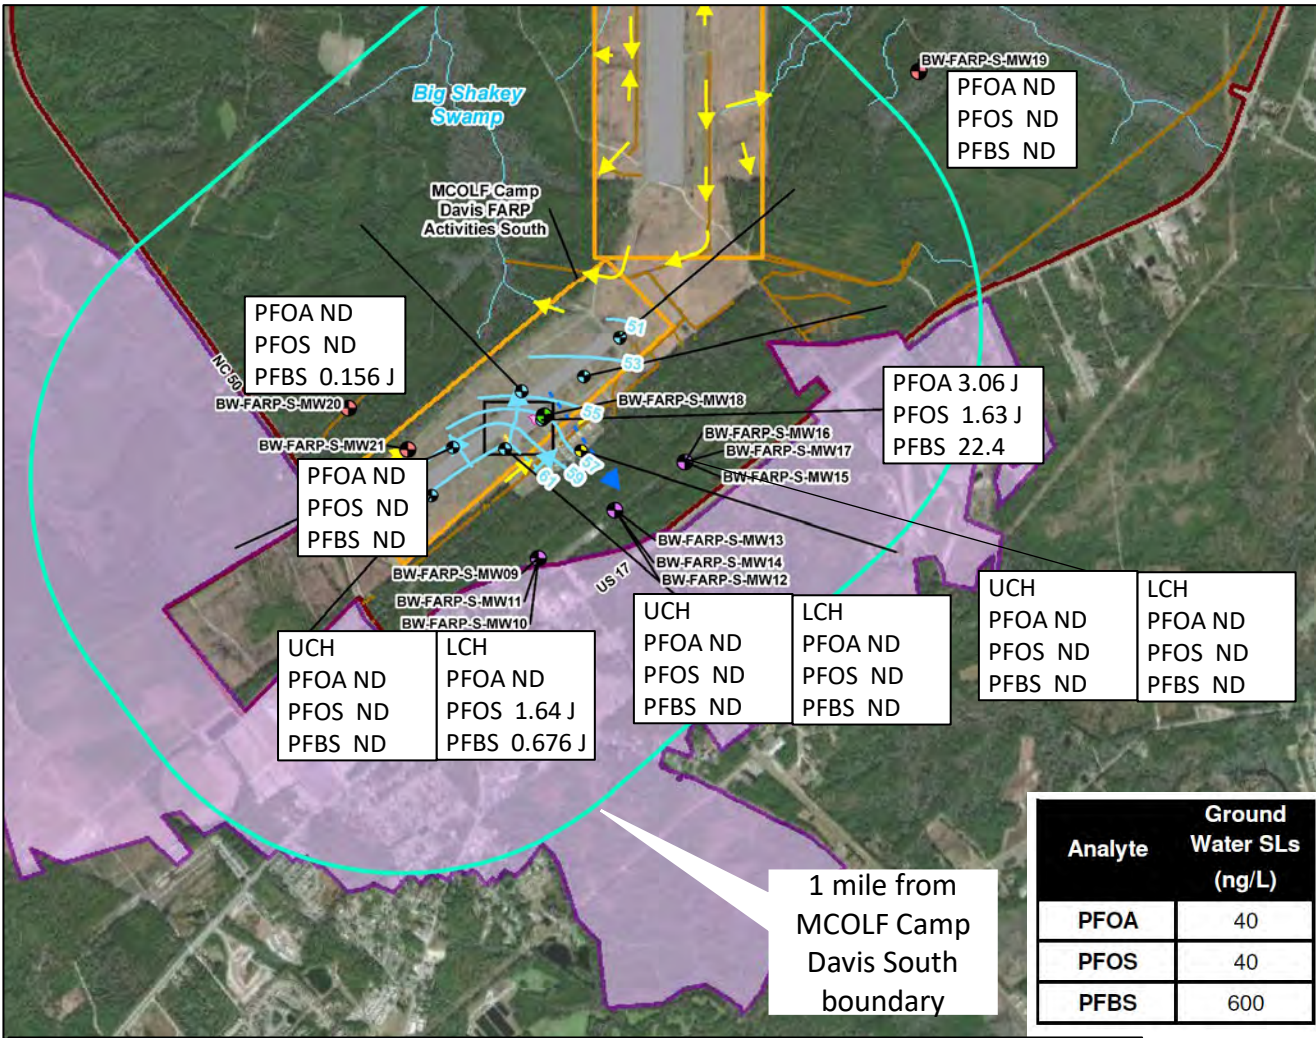 BW-FARP-S-MW19
PFOA ND
PFOS ND
PFBS ND
Big Shakey
Swamp
MCOLF Camp
Davis FARP
Activities South
PFOA ND
PFOS ND
PFBS 0.156 J
NC 50
BW-FARP-S-MW20
BW-FARP-S-MW21
PFOA ND
PFOS ND
PFBS ND
51
53
55
57
59
61
BW-FARP-S-MW18
PFOA 3.06 J
PFOS 1.63 J
PFBS 22.4
BW-FARP-S-MW16
BW-FARP-S-MW17
BW-FARP-S-MW15
BW-FARP-S-MW13
BW-FARP-S-MW14
BW-FARP-S-MW12
US 17
BW-FARP-S-MW09
BW-FARP-S-MW11
BW-FARP-S-MW10
UCH
PFOA ND
PFOS ND
PFBS ND
LCH
PFOA ND
PFOS 1.64 J
PFBS 0.676 J
UCH
PFOA ND
PFOS ND
PFBS ND
LCH
PFOA ND
PFOS ND
PFBS ND
UCH
PFOA ND
PFOS ND
PFBS ND
LCH
PFOA ND
PFOS ND
PFBS ND
1 mile from
MCOLF Camp
Davis South
boundary
Analyte
Ground
Water SLs
(ng/L)
PFOA 40
PFOS 40
PFBS 600